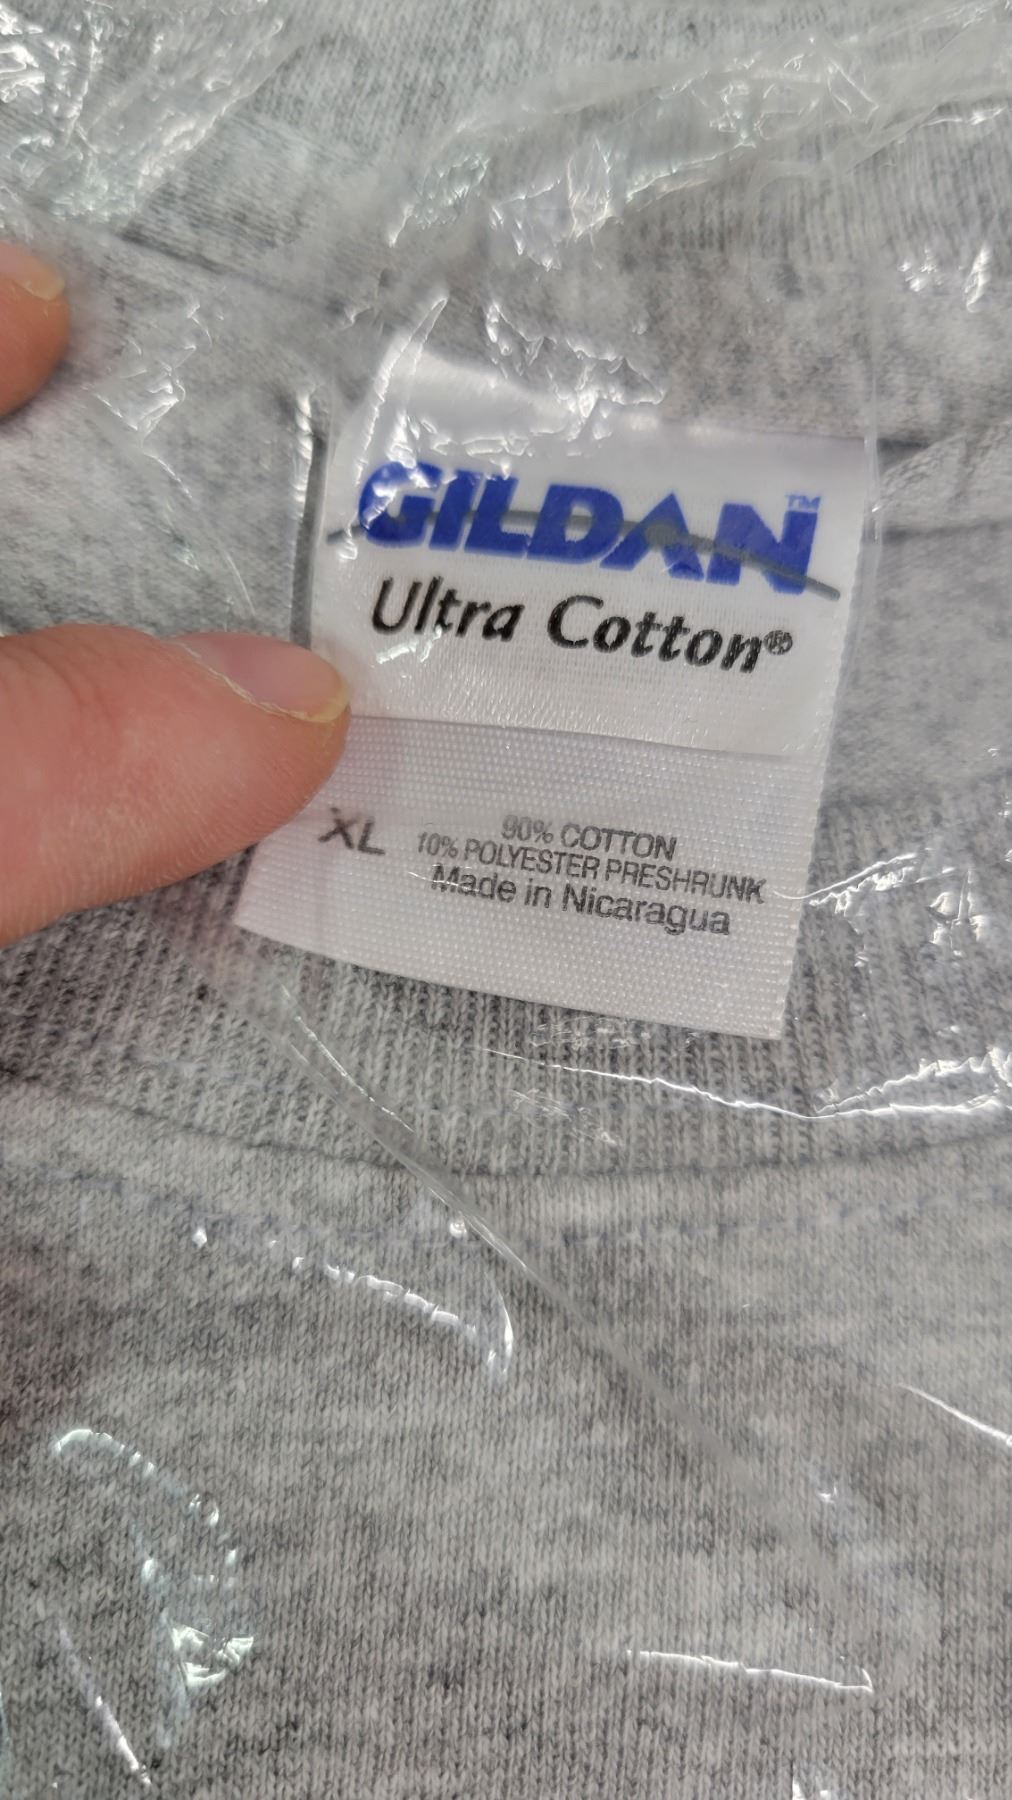 GILDAN™
Ultra Cotton®
XL
90% COTTON
10% POLYESTER PRESHRUNK
Made in Nicaragua